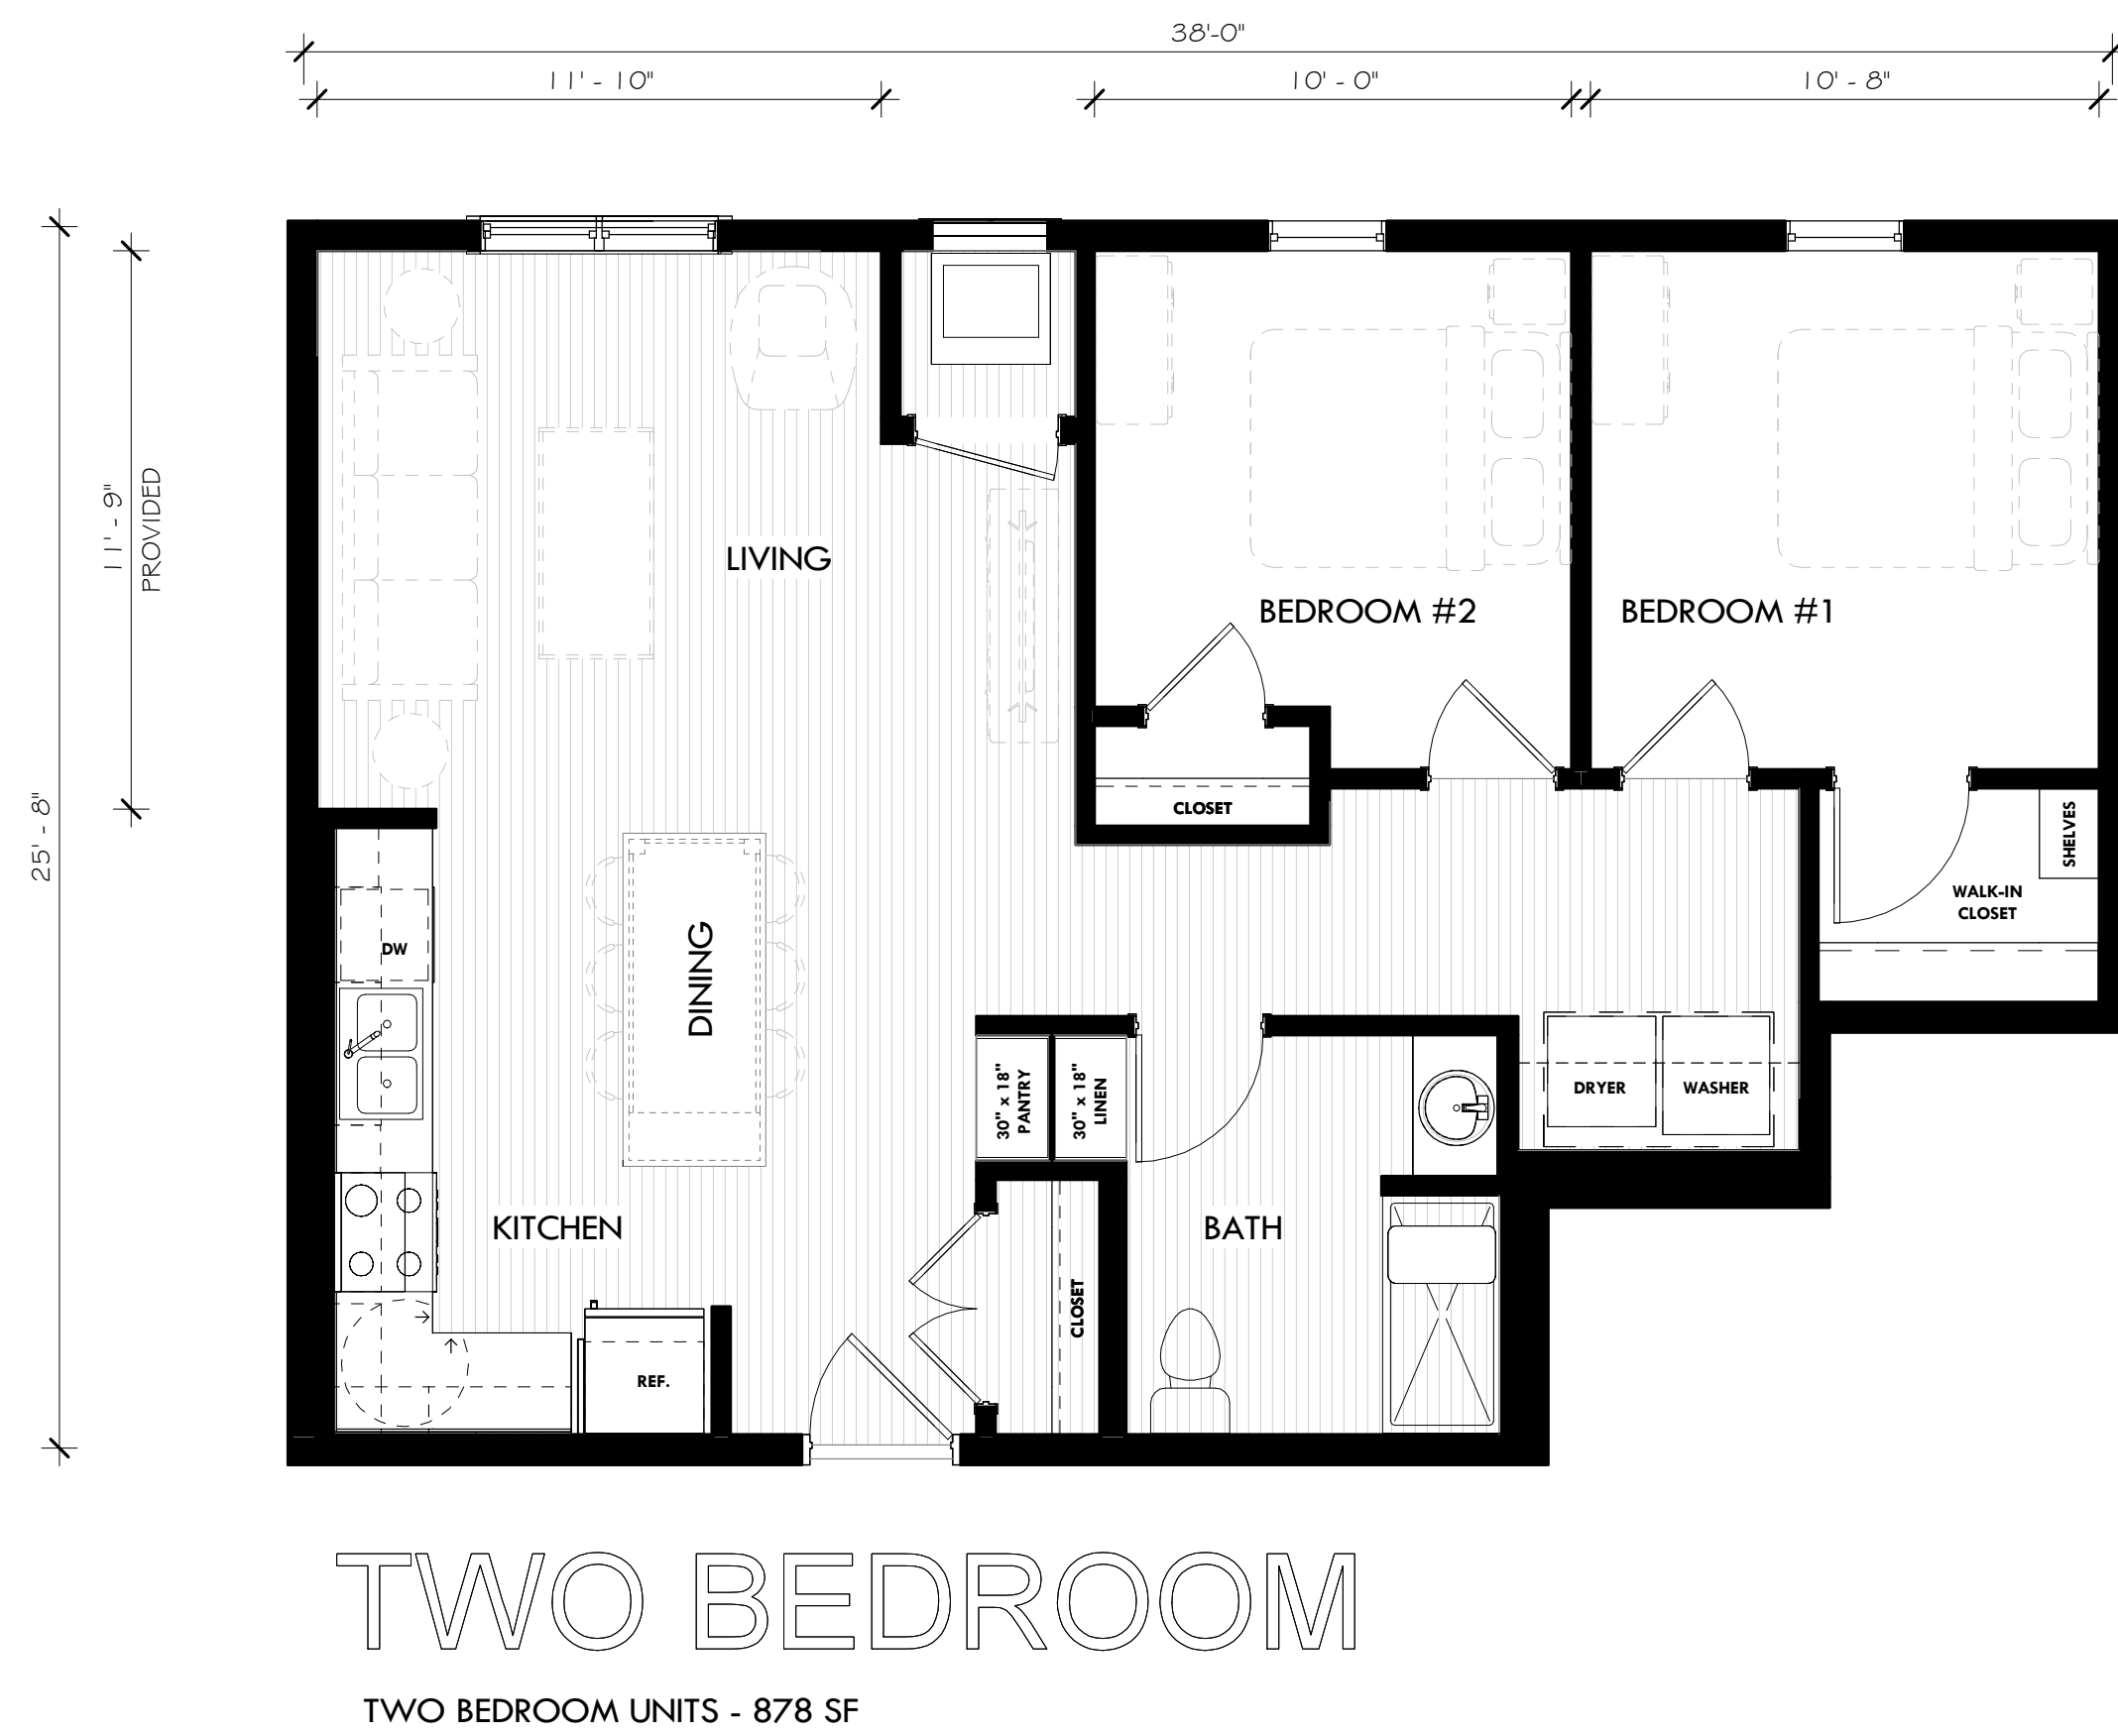 38'-0"
11' - 10"
10' - 0"
10' - 8"
11' - 9"
PROVIDED
25' - 8"
LIVING
BEDROOM #2
BEDROOM #1
CLOSET
SHELVES
WALK-IN
CLOSET
DW
DINING
30" x 18"
PANTRY
30" x 18"
LINEN
DRYER
WASHER
KITCHEN
BATH
CLOSET
REF.
TWO BEDROOM
TWO BEDROOM UNITS - 878 SF